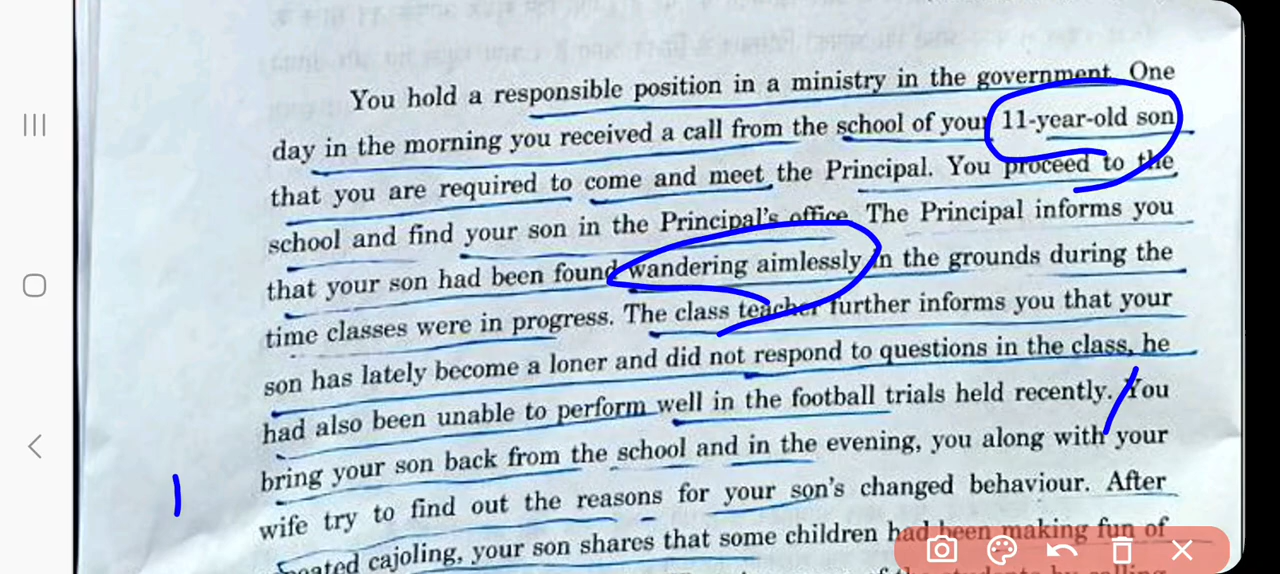 You hold a responsible position in a ministry in the government. One
day in the morning you received a call from the school of your 11-year-old son
that you are required to come and meet the Principal. You proceed to the
school and find your son in the Principal's office. The Principal informs you
that your son had been found wandering aimlessly in the grounds during the
time classes were in progress. The class teacher further informs you that your
son has lately become a loner and did not respond to questions in the class, he
had also been unable to perform well in the football trials held recently. You
bring your son back from the school and in the evening, you along with your
wife try to find out the reasons for your son's changed behaviour. After
cajoling, your son shares that some children had been making fun of
of the students by calling